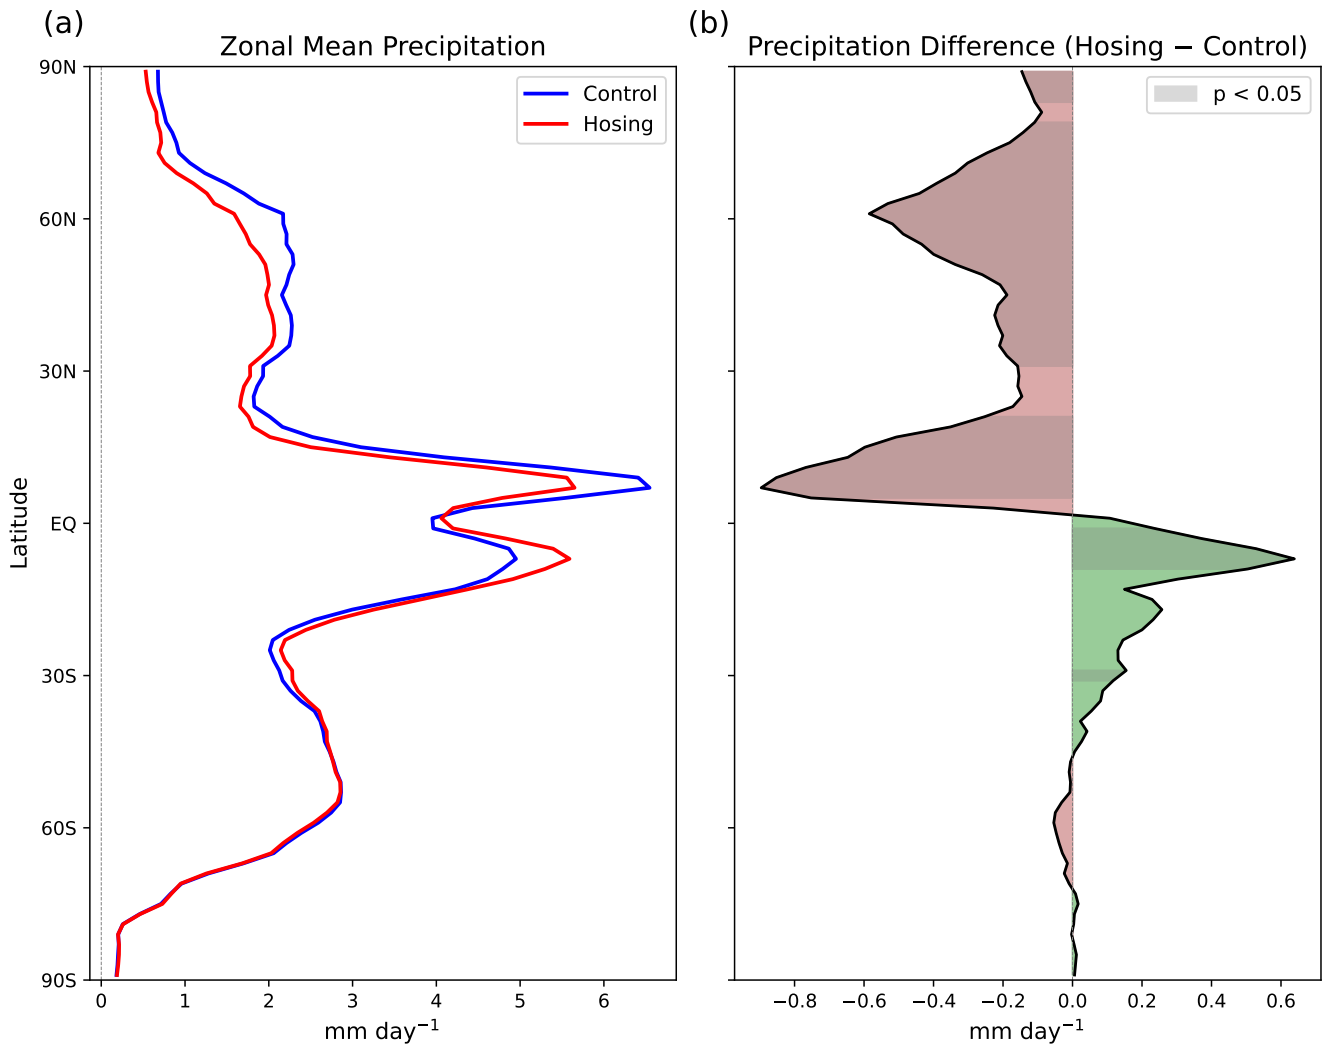 (a)
Zonal Mean Precipitation
Control
Hosing
90N
60N
30N
EQ
30S
60S
90S
Latitude
0 1 2 3 4 5 6
mm day⁻¹
(b)
Precipitation Difference (Hosing − Control)
p < 0.05
−0.8 −0.6 −0.4 −0.2 0.0 0.2 0.4 0.6
mm day⁻¹